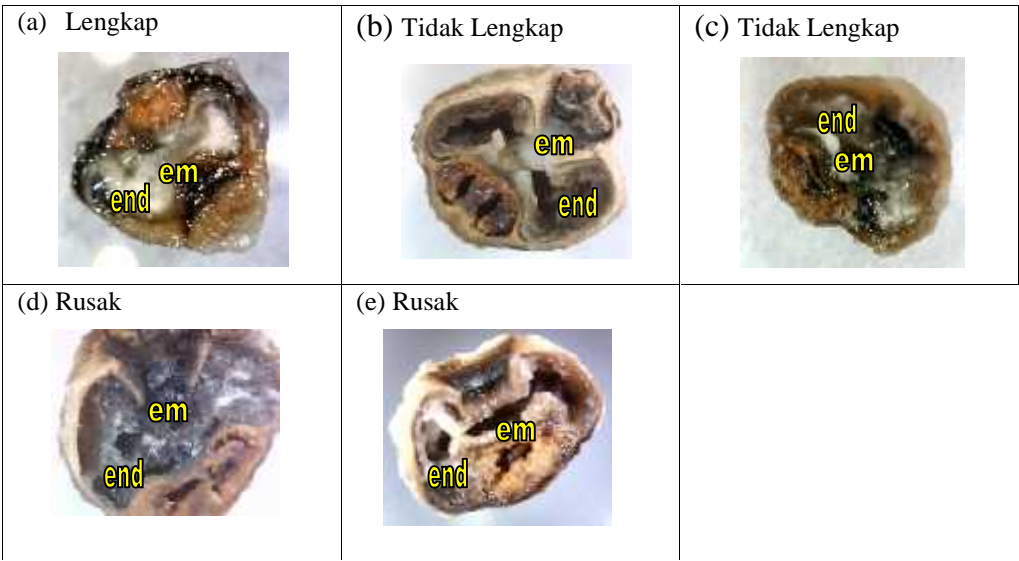 (a) Lengkap
em
end
(b) Tidak Lengkap
em
end
(c) Tidak Lengkap
end
em
(d) Rusak
em
end
(e) Rusak
em
end